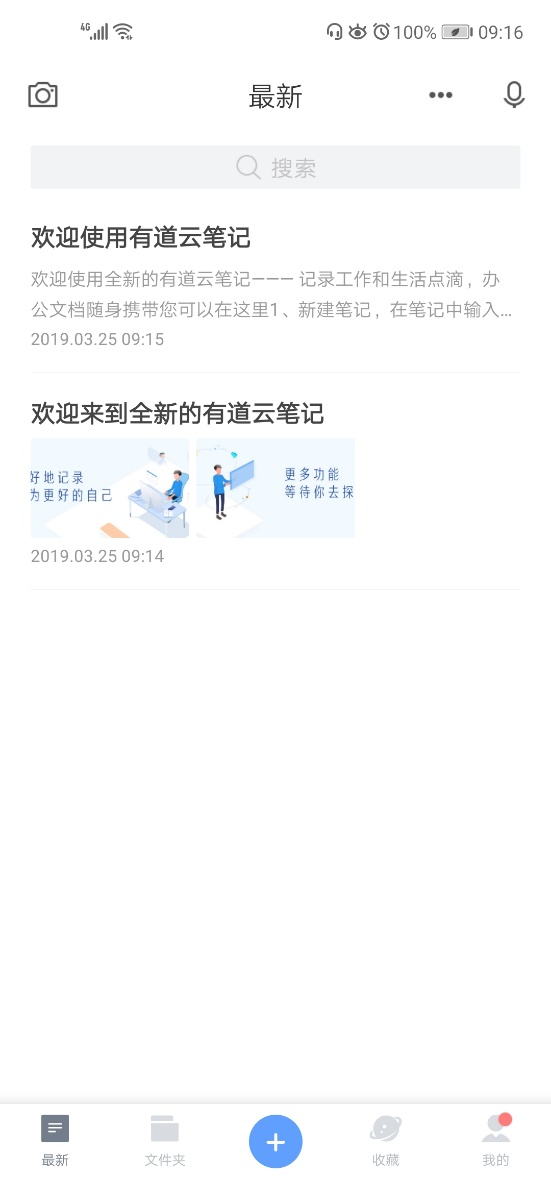 4G 100% 09:16
最新
搜索
欢迎使用有道云笔记
欢迎使用全新的有道云笔记——— 记录工作和生活点滴，办
公文档随身携带您可以在这里1、新建笔记，在笔记中输入...
2019.03.25 09:15
欢迎来到全新的有道云笔记
好地记录
为更好的自己
更多功能
等待你去探
2019.03.25 09:14
最新 文件夹 收藏 我的